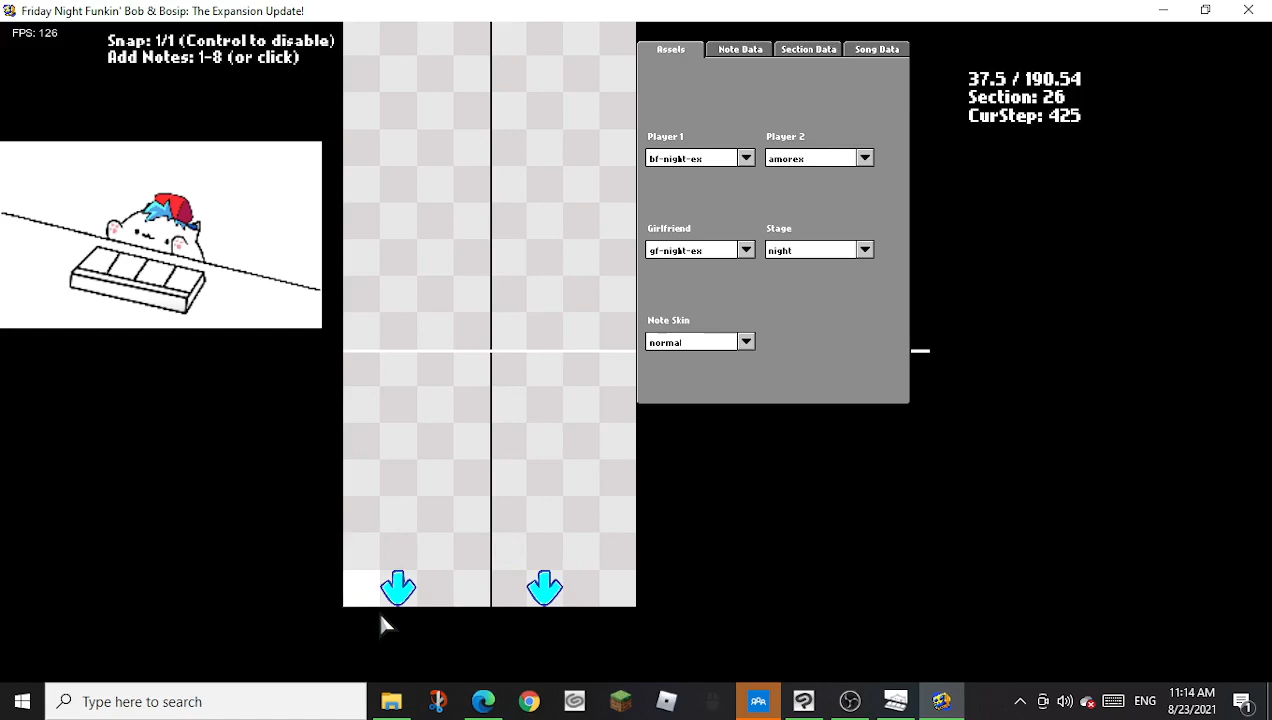 Friday Night Funkin' Bob & Bosip: The Expansion Update!
FPS: 126
Snap: 1/1 (Control to disable)
Add Notes: 1-8 (or click)
Assets
Note Data
Section Data
Song Data
37.5 / 190.54
Section: 26
CurStep: 425
Player 1
Player 2
bf-night-ex
amorex
Girlfriend
Stage
gf-night-ex
night
Note Skin
normal
Type here to search
ENG
11:14 AM
8/23/2021
1